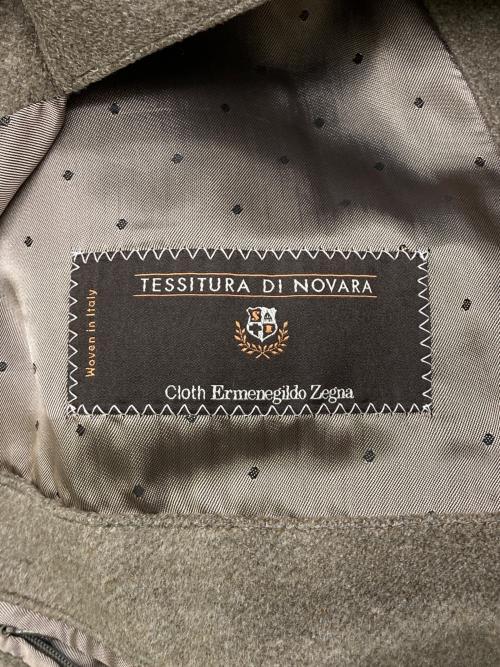 TESSITURA DI NOVARA
Woven in Italy
Cloth Ermenegildo Zegna